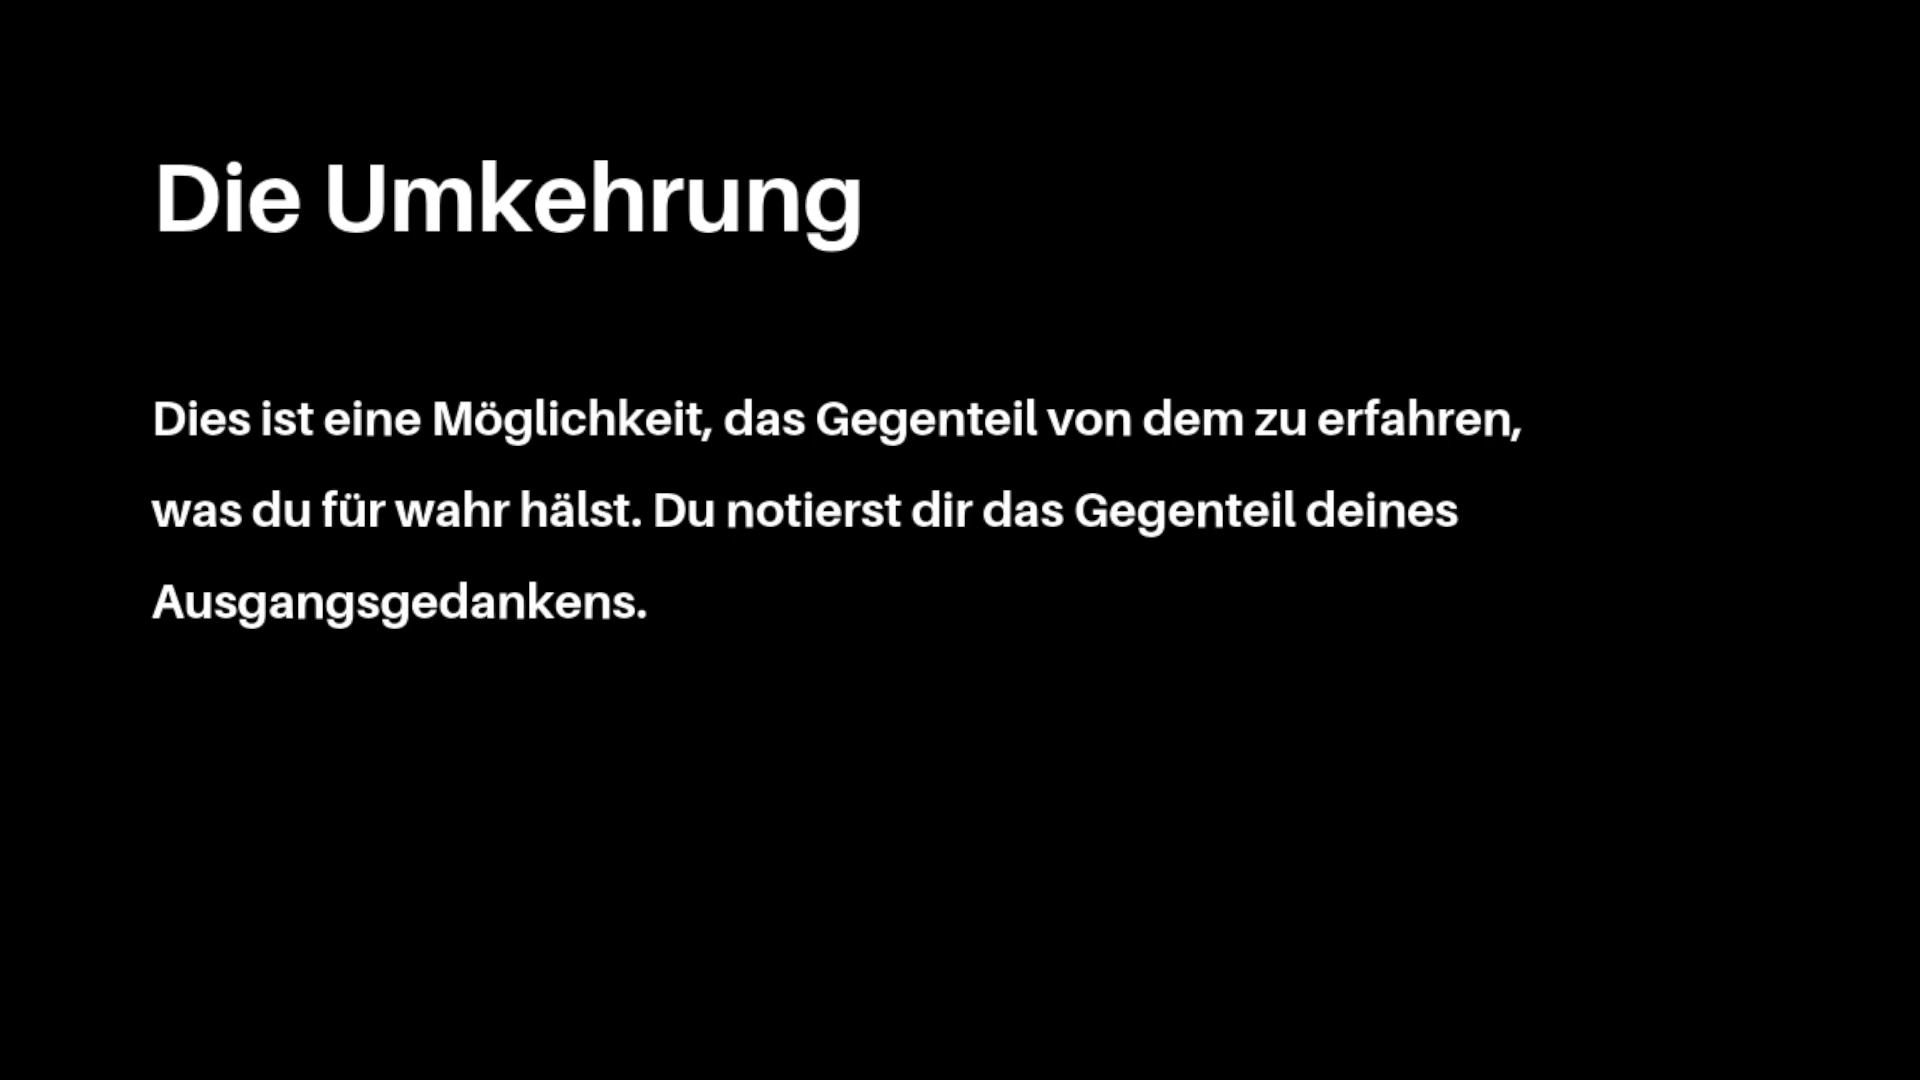 Die Umkehrung
Dies ist eine Möglichkeit, das Gegenteil von dem zu erfahren,
was du für wahr hälst. Du notierst dir das Gegenteil deines
Ausgangsgedankens.